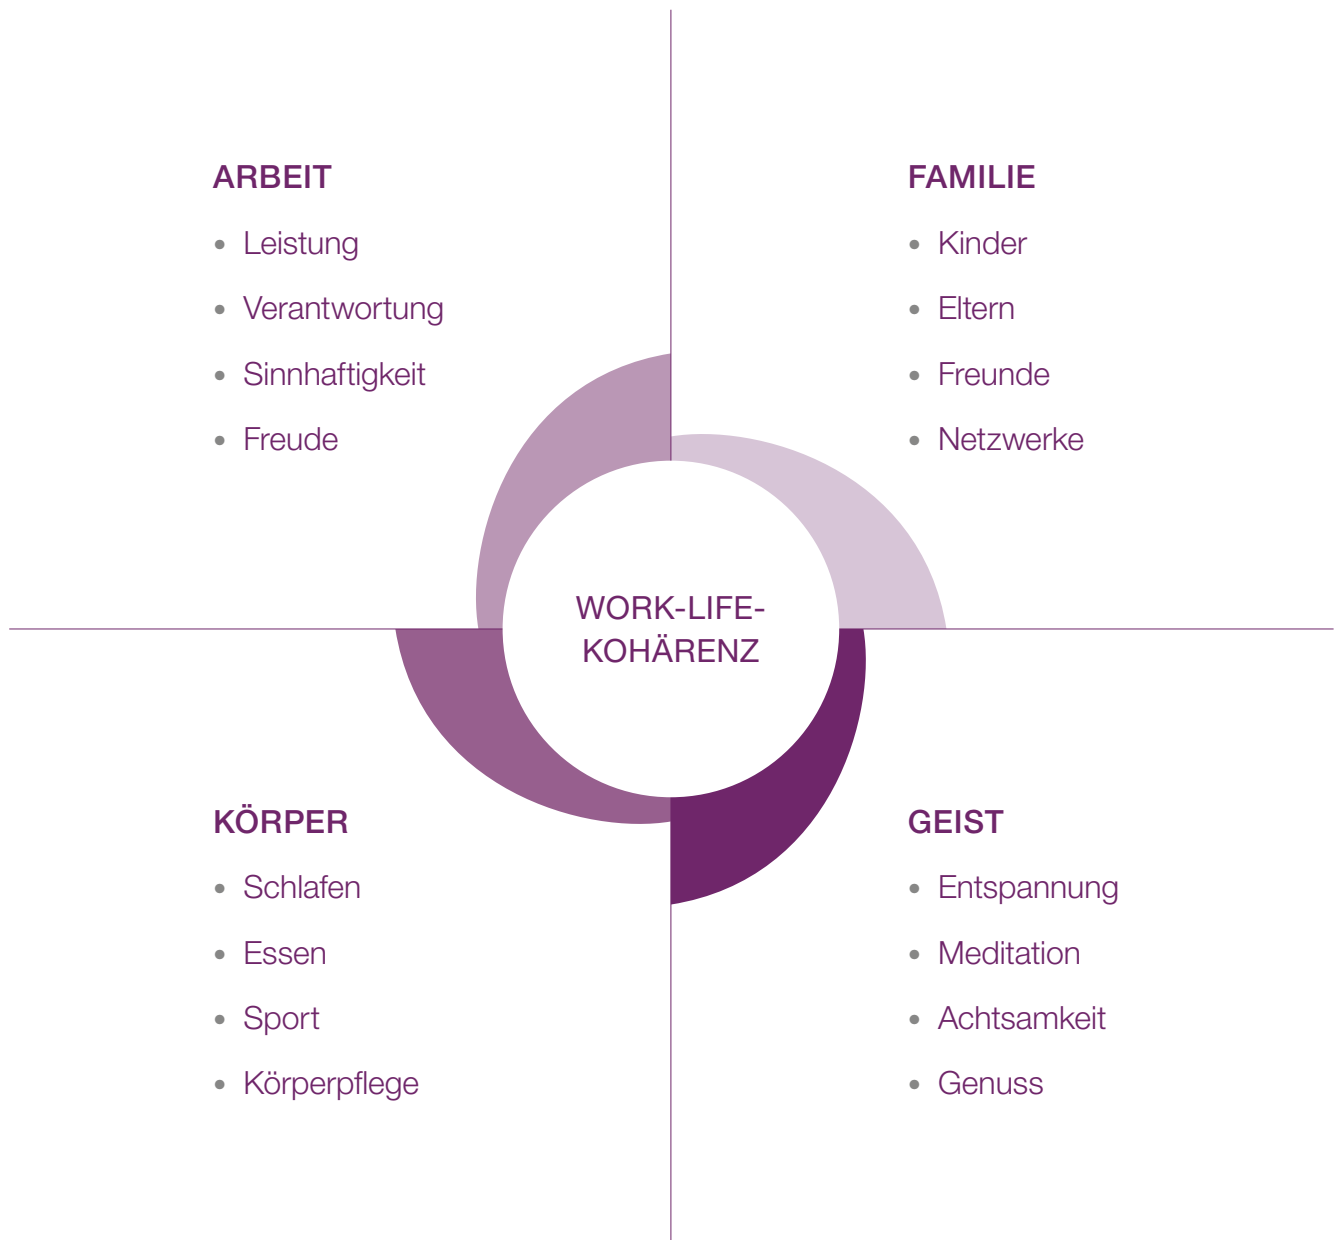 ARBEIT
• Leistung
• Verantwortung
• Sinnhaftigkeit
• Freude
FAMILIE
• Kinder
• Eltern
• Freunde
• Netzwerke
WORK-LIFE-
KOHÄRENZ
KÖRPER
• Schlafen
• Essen
• Sport
• Körperpflege
GEIST
• Entspannung
• Meditation
• Achtsamkeit
• Genuss